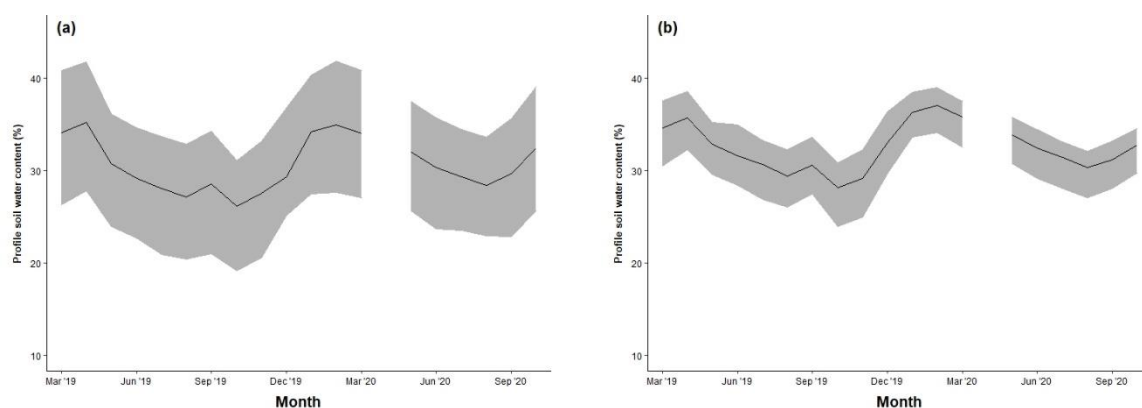 (a)
Profile soil water content (%)
40
30
20
10
Mar '19 Jun '19 Sep '19 Dec '19 Mar '20 Jun '20 Sep '20
Month
(b)
Profile soil water content (%)
40
30
20
10
Mar '19 Jun '19 Sep '19 Dec '19 Mar '20 Jun '20 Sep '20
Month